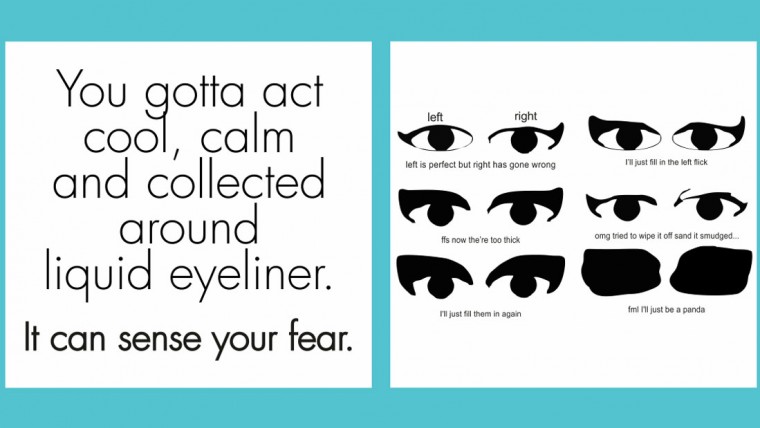 You gotta act
cool, calm
and collected
around
liquid eyeliner.
It can sense your fear.
left right
left is perfect but right has gone wrong
I'll just fill in the left flick
ffs now the're too thick
omg tried to wipe it off sand it smudged...
I'll just fill them in again
fml I'll just be a panda